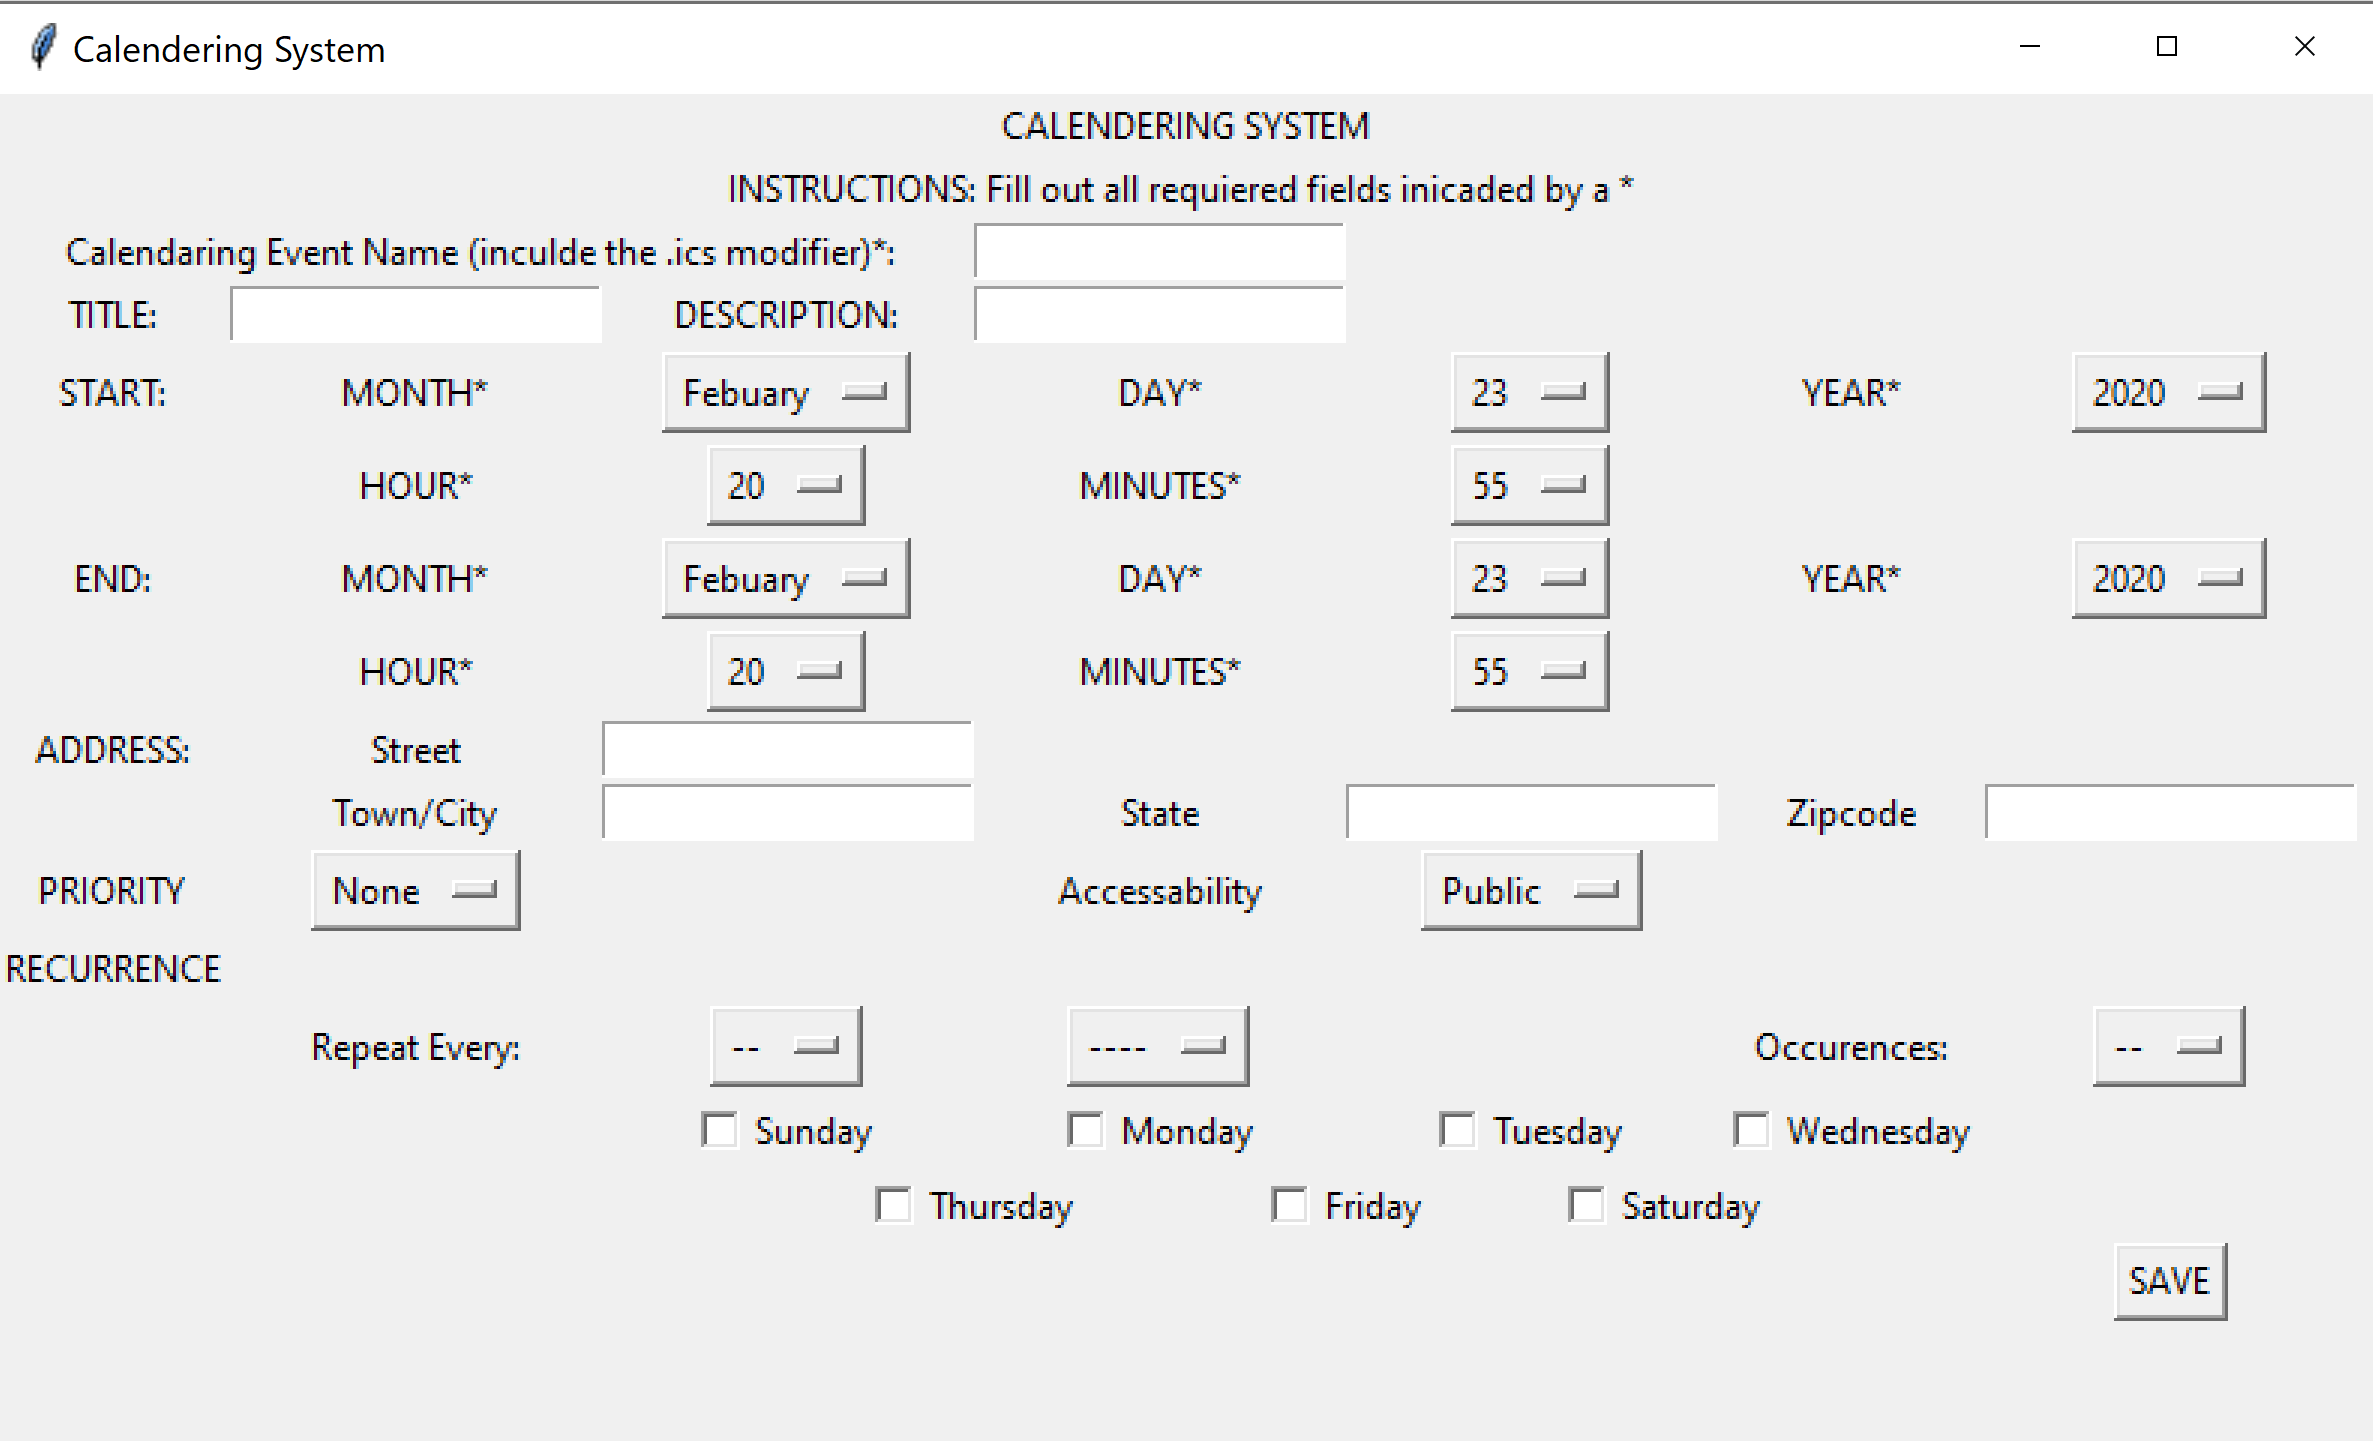 Calendering System
CALENDERING SYSTEM
INSTRUCTIONS: Fill out all requiered fields inicaded by a *
Calendaring Event Name (inculde the .ics modifier)*:
TITLE: DESCRIPTION:
START: MONTH* Febuary DAY* 23 YEAR* 2020
HOUR* 20 MINUTES* 55
END: MONTH* Febuary DAY* 23 YEAR* 2020
HOUR* 20 MINUTES* 55
ADDRESS: Street
Town/City State Zipcode
PRIORITY None Accessability Public
RECURRENCE
Repeat Every: -- ---- Occurences: --
Sunday Monday Tuesday Wednesday
Thursday Friday Saturday
SAVE